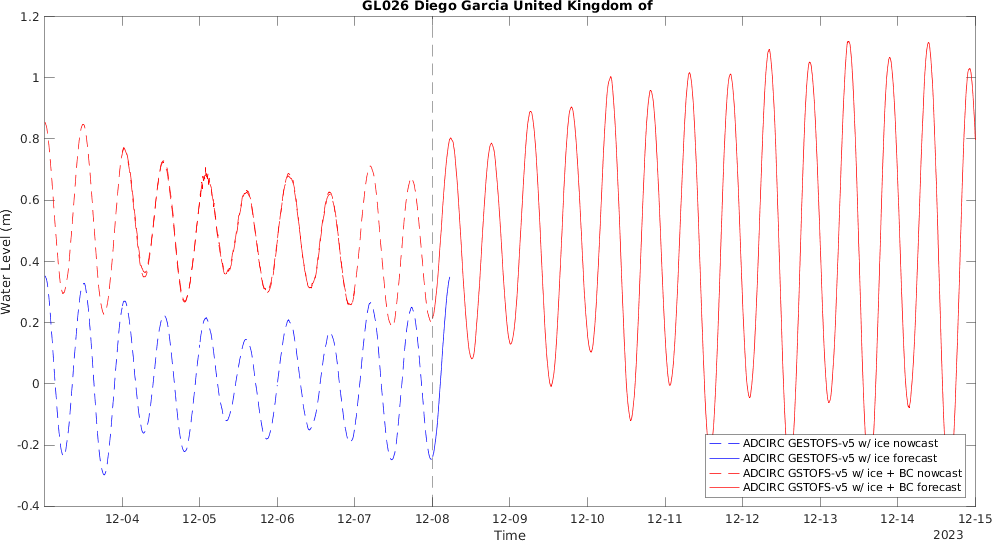 GL026 Diego Garcia United Kingdom of
1.2
1
0.8
0.6
0.4
0.2
0
-0.2
-0.4
Water Level (m)
12-04 12-05 12-06 12-07 12-08 12-09 12-10 12-11 12-12 12-13 12-14 12-15
Time
2023
ADCIRC GESTOFS-v5 w/ ice nowcast
ADCIRC GESTOFS-v5 w/ ice forecast
ADCIRC GSTOFS-v5 w/ ice + BC nowcast
ADCIRC GSTOFS-v5 w/ ice + BC forecast